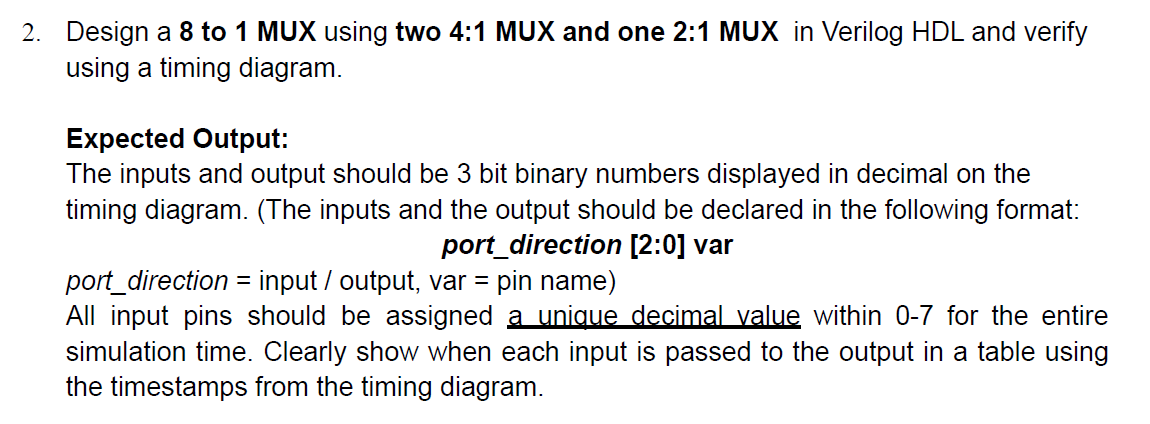 2. Design a 8 to 1 MUX using two 4:1 MUX and one 2:1 MUX in Verilog HDL and verify
using a timing diagram.
Expected Output:
The inputs and output should be 3 bit binary numbers displayed in decimal on the
timing diagram. (The inputs and the output should be declared in the following format:
port_direction [2:0] var
port_direction = input / output, var = pin name)
All input pins should be assigned a unique decimal value within 0-7 for the entire
simulation time. Clearly show when each input is passed to the output in a table using
the timestamps from the timing diagram.